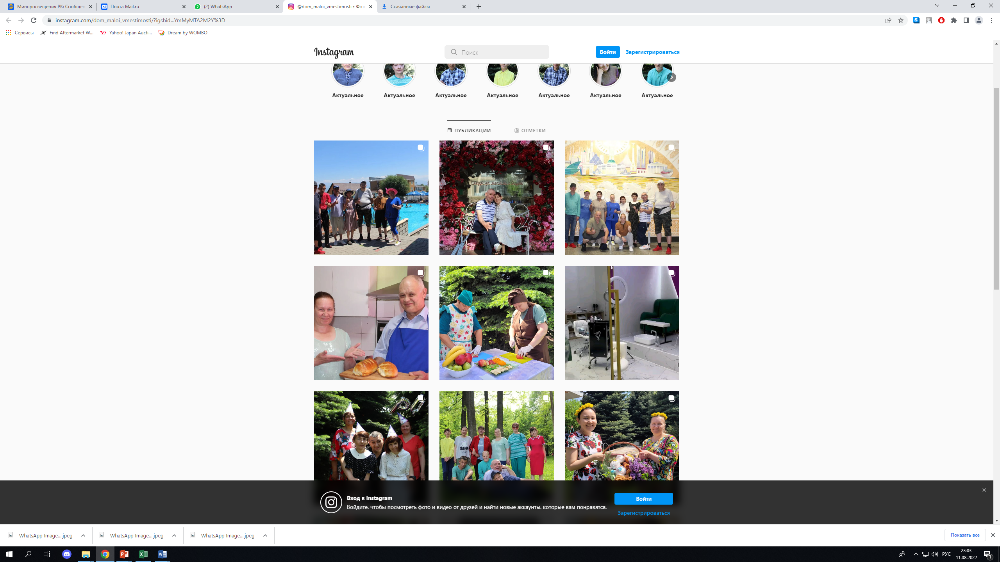 Минпросвещения РК: Сообщен
Почта Mail.ru
(2) WhatsApp
@dom_maloi_vmestimosti • Фото
Скачанные файлы
instagram.com/dom_maloi_vmestimosti/?igshid=YmMyMTA2M2Y%3D
Сервисы
Find Aftermarket W...
Yahoo! Japan Aucti...
Dream by WOMBO
Instagram
Поиск
Войти
Зарегистрироваться
Актуальное
Актуальное
Актуальное
Актуальное
Актуальное
Актуальное
Актуальное
ПУБЛИКАЦИИ
ОТМЕТКИ
DREAM
Вход в Instagram
Войдите, чтобы посмотреть фото и видео от друзей и найти новые аккаунты, которые вам понравятся.
Войти
Зарегистрироваться
WhatsApp Image....jpeg
WhatsApp Image....jpeg
WhatsApp Image....jpeg
Показать все
РУС
23:03
11.08.2022
1